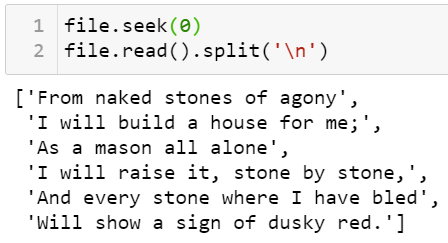 1 file.seek(0)
2 file.read().split('\n')
['From naked stones of agony',
'I will build a house for me;',
'As a mason all alone',
'I will raise it, stone by stone,',
'And every stone where I have bled',
'Will show a sign of dusky red.']